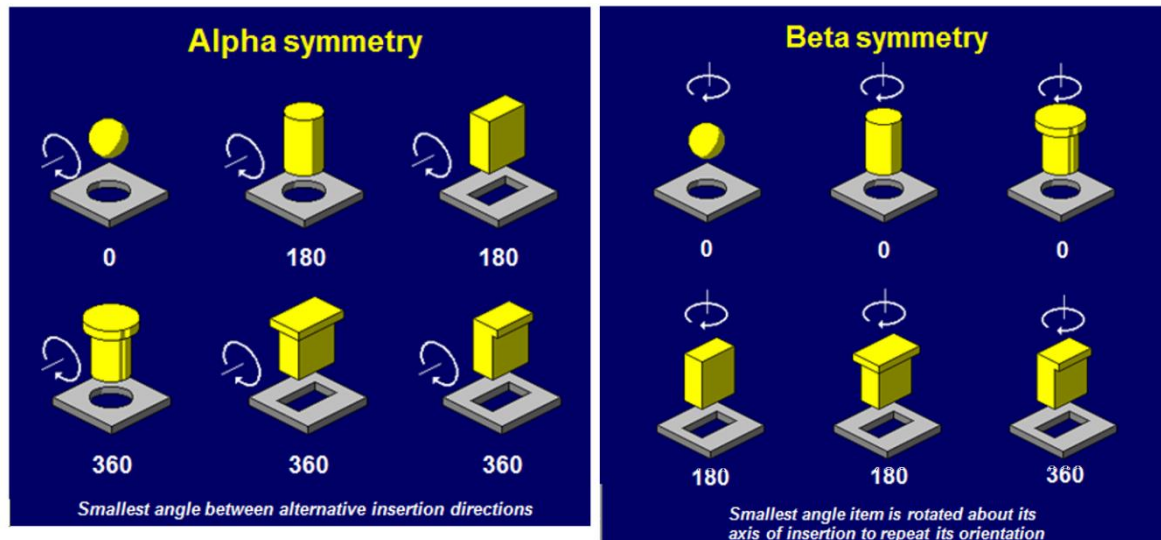 Alpha symmetry
0 180 180
360 360 360
Smallest angle between alternative insertion directions
Beta symmetry
0 0 0
180 180 360
Smallest angle item is rotated about its
axis of insertion to repeat its orientation